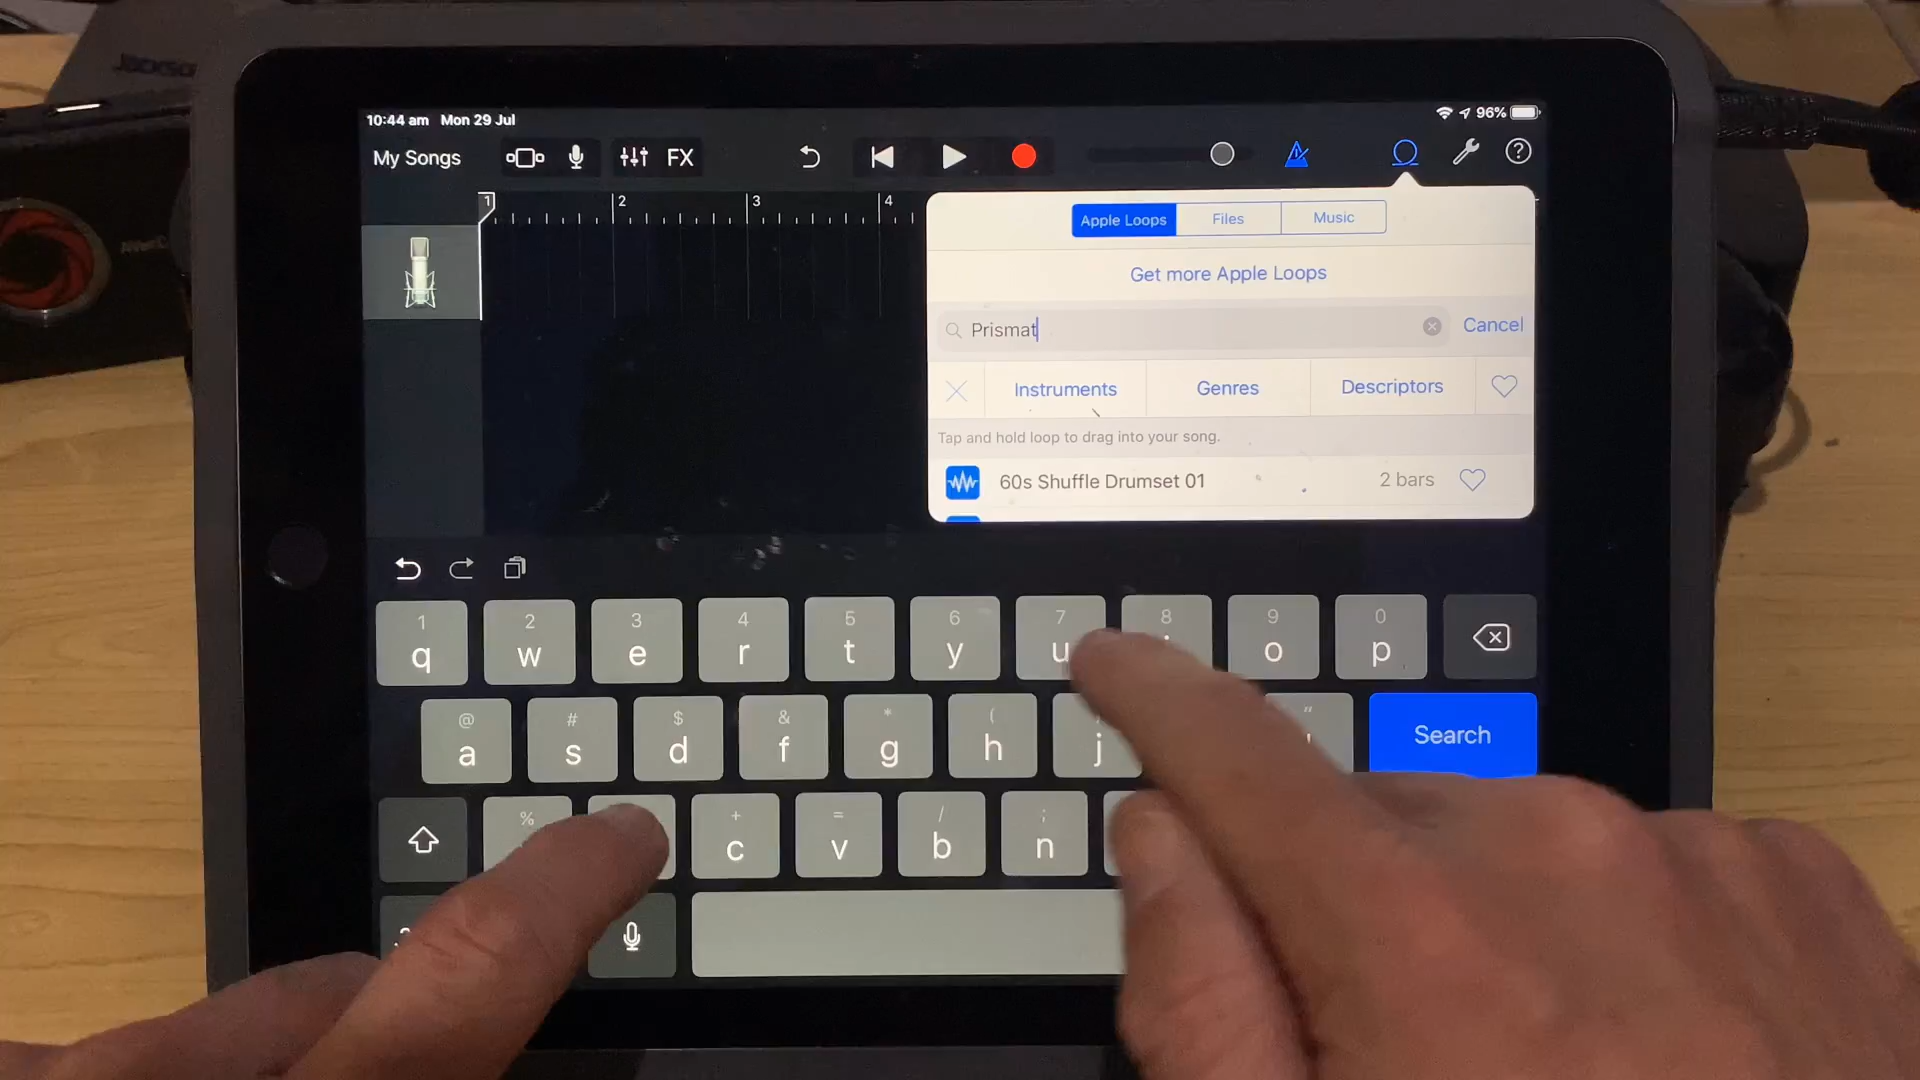 10:44 am Mon 29 Jul
96%
My Songs
FX
1 2 3 4
Apple Loops Files Music
Get more Apple Loops
Prismat
Cancel
Instruments Genres Descriptors
Tap and hold loop to drag into your song.
60s Shuffle Drumset 01 2 bars
1 2 3 4 5 6 7 8 9 0
q w e r t y u o p
@ # $ & * ( "
a s d f g h j
Search
% + = / ;
c v b n